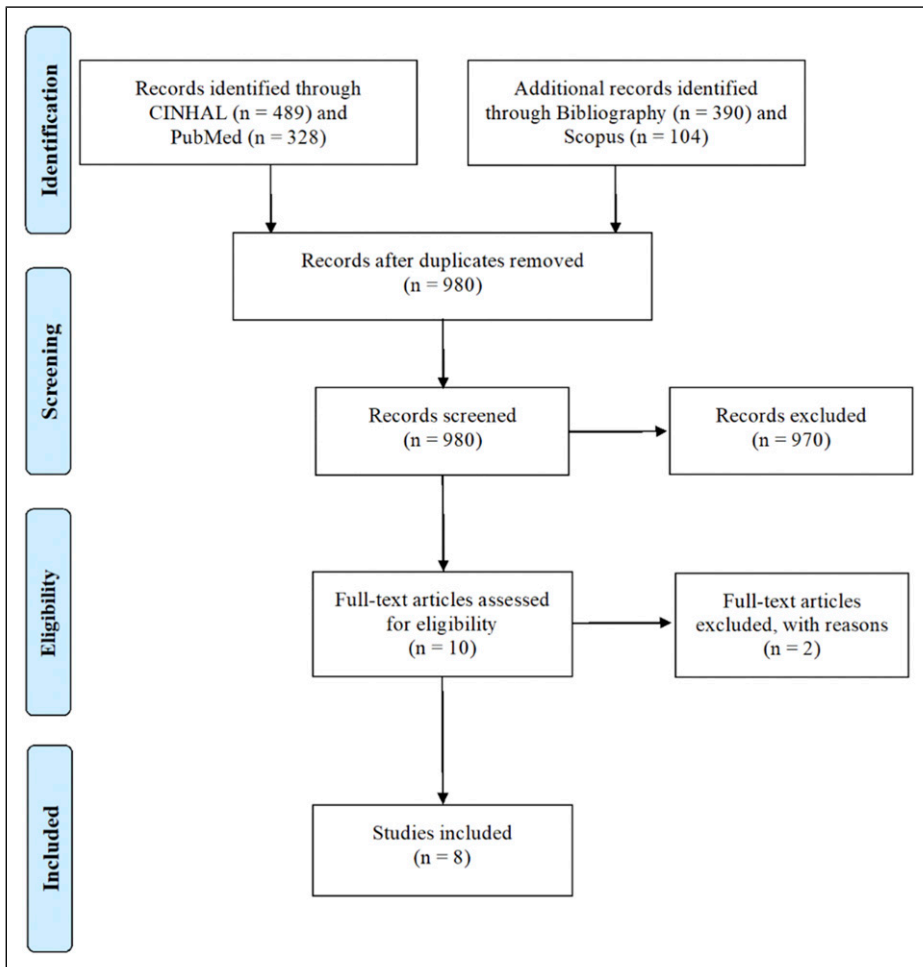 Identification
Records identified through
CINHAL (n = 489) and
PubMed (n = 328)
Additional records identified
through Bibliography (n = 390) and
Scopus (n = 104)
Records after duplicates removed
(n = 980)
Screening
Records screened
(n = 980)
Records excluded
(n = 970)
Eligibility
Full-text articles assessed
for eligibility
(n = 10)
Full-text articles
excluded, with reasons
(n = 2)
Included
Studies included
(n = 8)